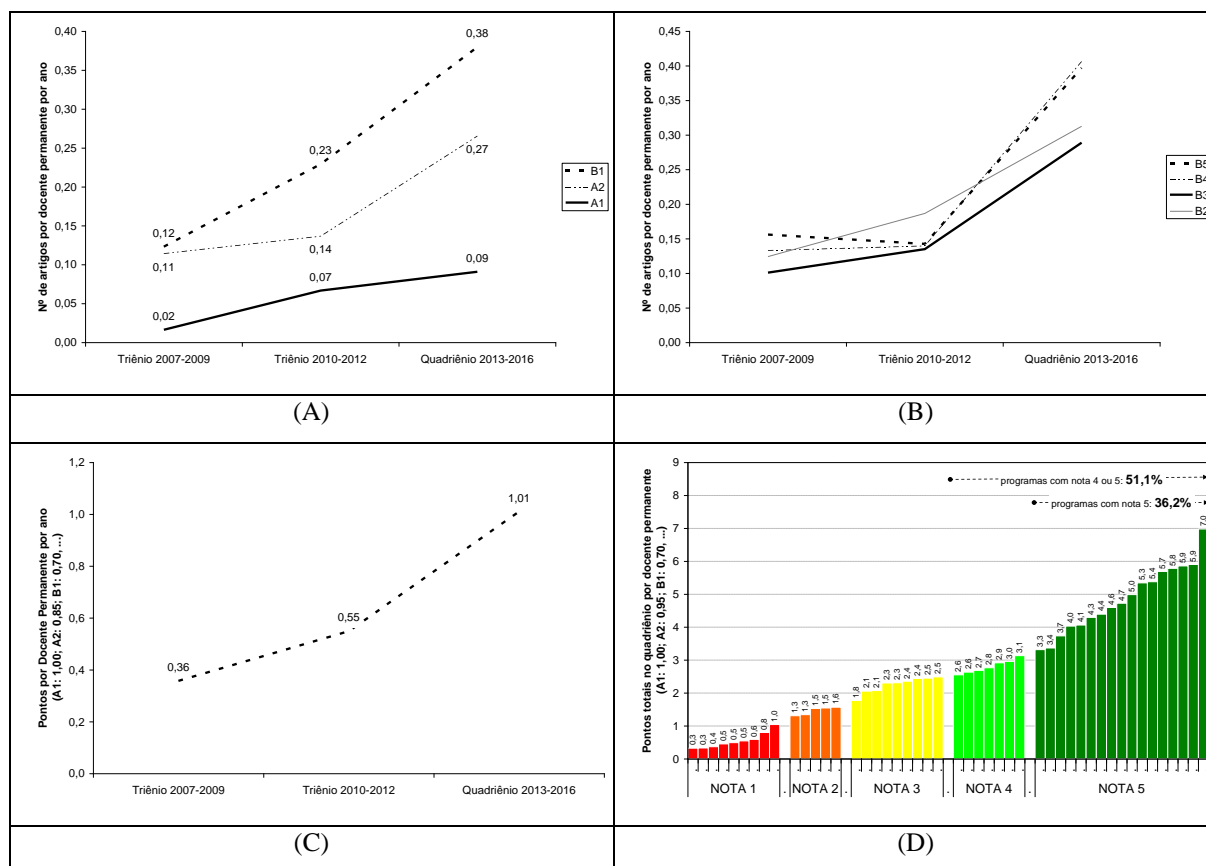 Nº de artigos por docente permanente por ano
0,40
0,35
0,30
0,25
0,20
0,15
0,10
0,05
0,00
0,38
0,23
0,27
0,12
0,11
0,14
0,07
0,09
0,02
B1
A2
A1
Triênio 2007-2009
Triênio 2010-2012
Quadriênio 2013-2016
(A)
Nº de artigos por docente permanente por ano
0,45
0,40
0,35
0,30
0,25
0,20
0,15
0,10
0,05
0,00
B5
B4
B3
B2
Triênio 2007-2009
Triênio 2010-2012
Quadriênio 2013-2016
(B)
Pontos por Docente Permanente por ano
(A1: 1,00; A2: 0,85; B1: 0,70, ...)
1,2
1,0
0,8
0,6
0,4
0,2
0,0
0,36
0,55
1,01
Triênio 2007-2009
Triênio 2010-2012
Quadriênio 2013-2016
(C)
Pontos totais no quadriênio por docente permanente
(A1: 1,00; A2: 0,95; B1: 0,70, ...)
9
8
7
6
5
4
3
2
1
0
programas com nota 4 ou 5: 51,1%
programas com nota 5: 36,2%
0,3 0,3 0,4 0,5 0,5 0,5 0,6 0,8 1,0
1,3 1,3 1,5 1,5 1,6
1,8 2,1 2,1 2,3 2,3 2,4 2,4 2,5 2,5
2,6 2,6 2,7 2,8 2,9 3,0 3,1
3,3 3,4 3,7 4,0 4,1 4,3 4,4 4,6 4,7 5,0 5,3 5,4 5,7 5,8 5,9 5,9 7,0
NOTA 1 . NOTA 2 . NOTA 3 . NOTA 4 . NOTA 5
(D)